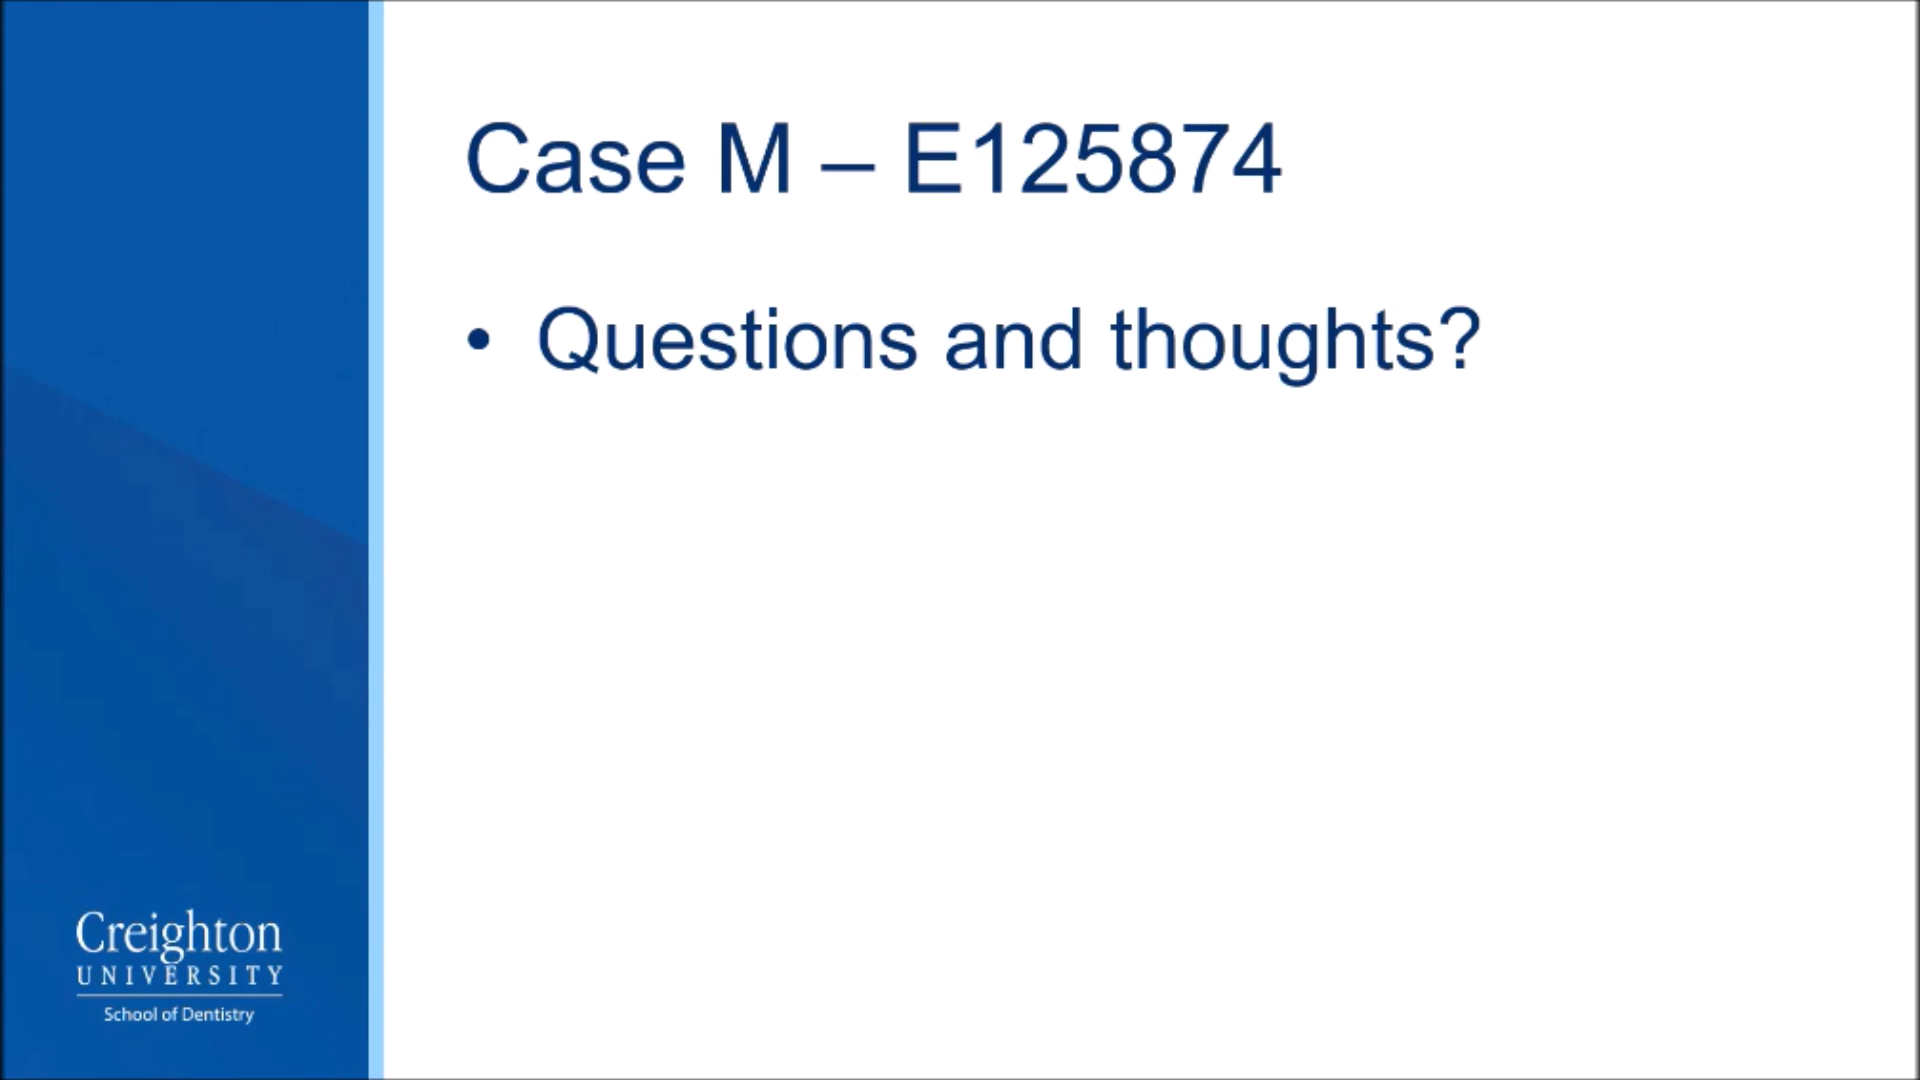 Case M – E125874
• Questions and thoughts?
Creighton
UNIVERSITY
School of Dentistry